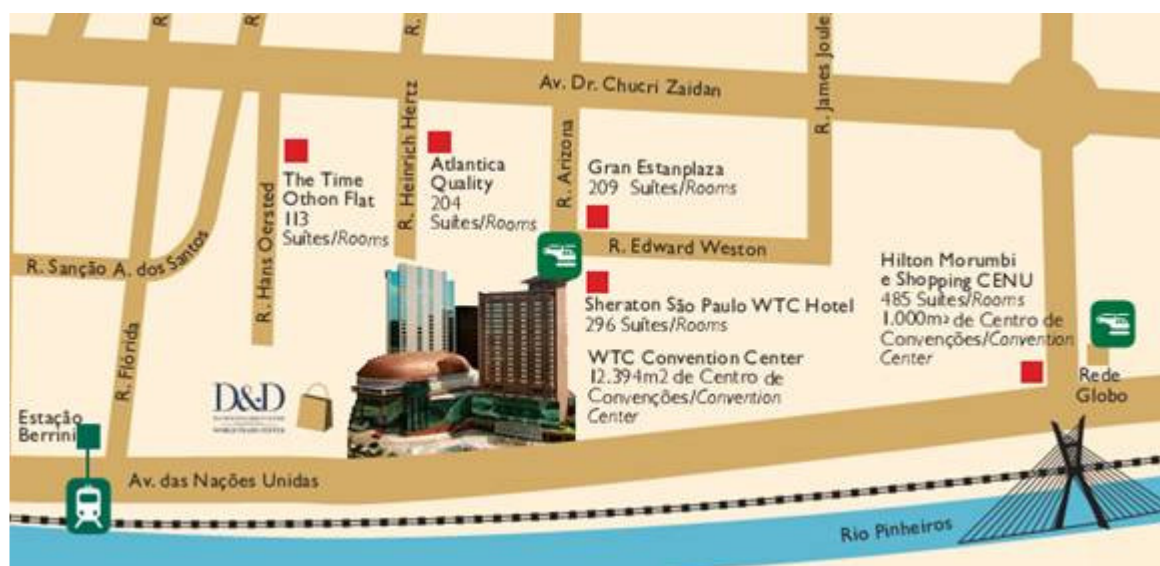 Av. Dr. Chucri Zaidan
R. James Joule
R. Heinrich Hertz
R. Arizona
R. Hans Oersted
R. Sanção A. dos Santos
R. Flórida
The Time
Othon Flat
113
Suítes/Rooms
Atlantica
Quality
204
Suítes/Rooms
Gran Estanplaza
209 Suítes/Rooms
R. Edward Weston
Sheraton São Paulo WTC Hotel
296 Suítes/Rooms
WTC Convention Center
12.394m2 de Centro de
Convenções/Convention
Center
Hilton Morumbi
e Shopping CENU
485 Suítes/Rooms
1.000m2 de Centro de
Convenções/Convention
Center
Rede
Globo
D&D
WORLD TRADE CENTER
Estação
Berrini
Av. das Nações Unidas
Rio Pinheiros